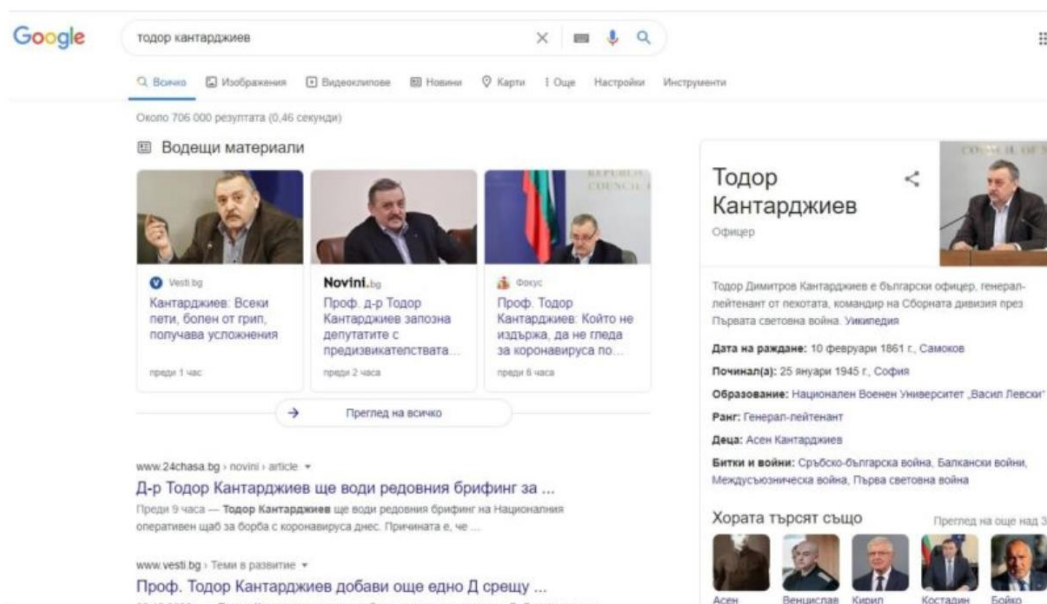 Google
тодор кантарджиев
Всичко Изображения Видеоклипове Новини Карти Още Настройки Инструменти
Около 706 000 резултата (0,46 секунди)
Водещи материали
Vesti.bg
Кантарджиев: Всеки
пети, болен от грип,
получава усложнения
преди 1 час
Novini.bg
Проф. д-р Тодор
Кантарджиев запозна
депутатите с
предизвикателствата...
преди 2 часа
Фокус
Проф. Тодор
Кантарджиев: Който не
издържа, да не гледа
за коронавируса по...
преди 6 часа
Преглед на всичко
www.24chasa.bg › novini › article
Д-р Тодор Кантарджиев ще води редовния брифинг за ...
Преди 9 часа — Тодор Кантарджиев ще води редовния брифинг на Националния
оперативен щаб за борба с коронавируса днес. Причината е, че ...
www.vesti.bg › Теми в развитие
Проф. Тодор Кантарджиев добави още едно Д срещу ...
Тодор
Кантарджиев
Офицер
Тодор Димитров Кантарджиев е български офицер, генерал-
лейтенант от пехотата, командир на Сборната дивизия през
Първата световна война. Уикипедия
Дата на раждане: 10 февруари 1861 г., Самоков
Починал(а): 25 януари 1945 г., София
Образование: Национален Военен Университет „Васил Левски“
Ранг: Генерал-лейтенант
Деца: Асен Кантарджиев
Битки и войни: Сръбско-българска война, Балкански войни,
Междусъюзническа война, Първа световна война
Хората търсят също
Преглед на още над 3
Асен Венцислав Кирил Костадин Бойко